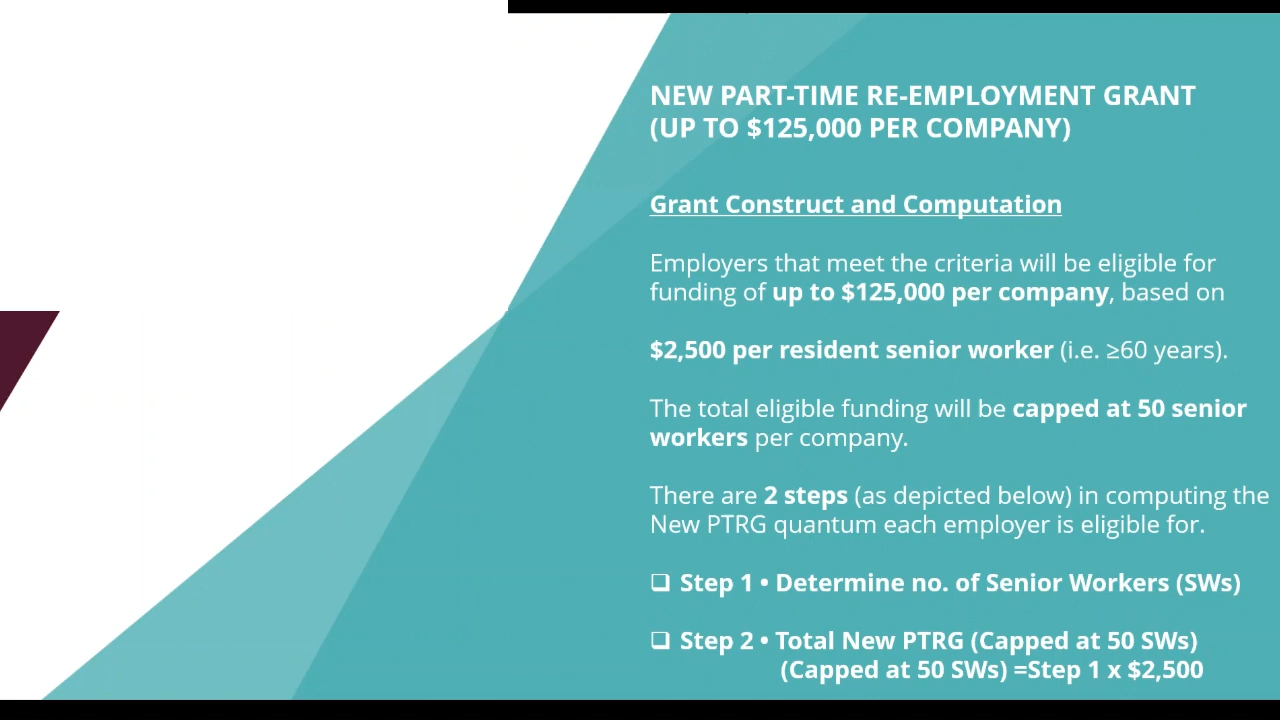 NEW PART-TIME RE-EMPLOYMENT GRANT
(UP TO $125,000 PER COMPANY)
Grant Construct and Computation
Employers that meet the criteria will be eligible for
funding of up to $125,000 per company, based on
$2,500 per resident senior worker (i.e. ≥60 years).
The total eligible funding will be capped at 50 senior
workers per company.
There are 2 steps (as depicted below) in computing the
New PTRG quantum each employer is eligible for.
❑ Step 1 • Determine no. of Senior Workers (SWs)
❑ Step 2 • Total New PTRG (Capped at 50 SWs)
(Capped at 50 SWs) =Step 1 x $2,500